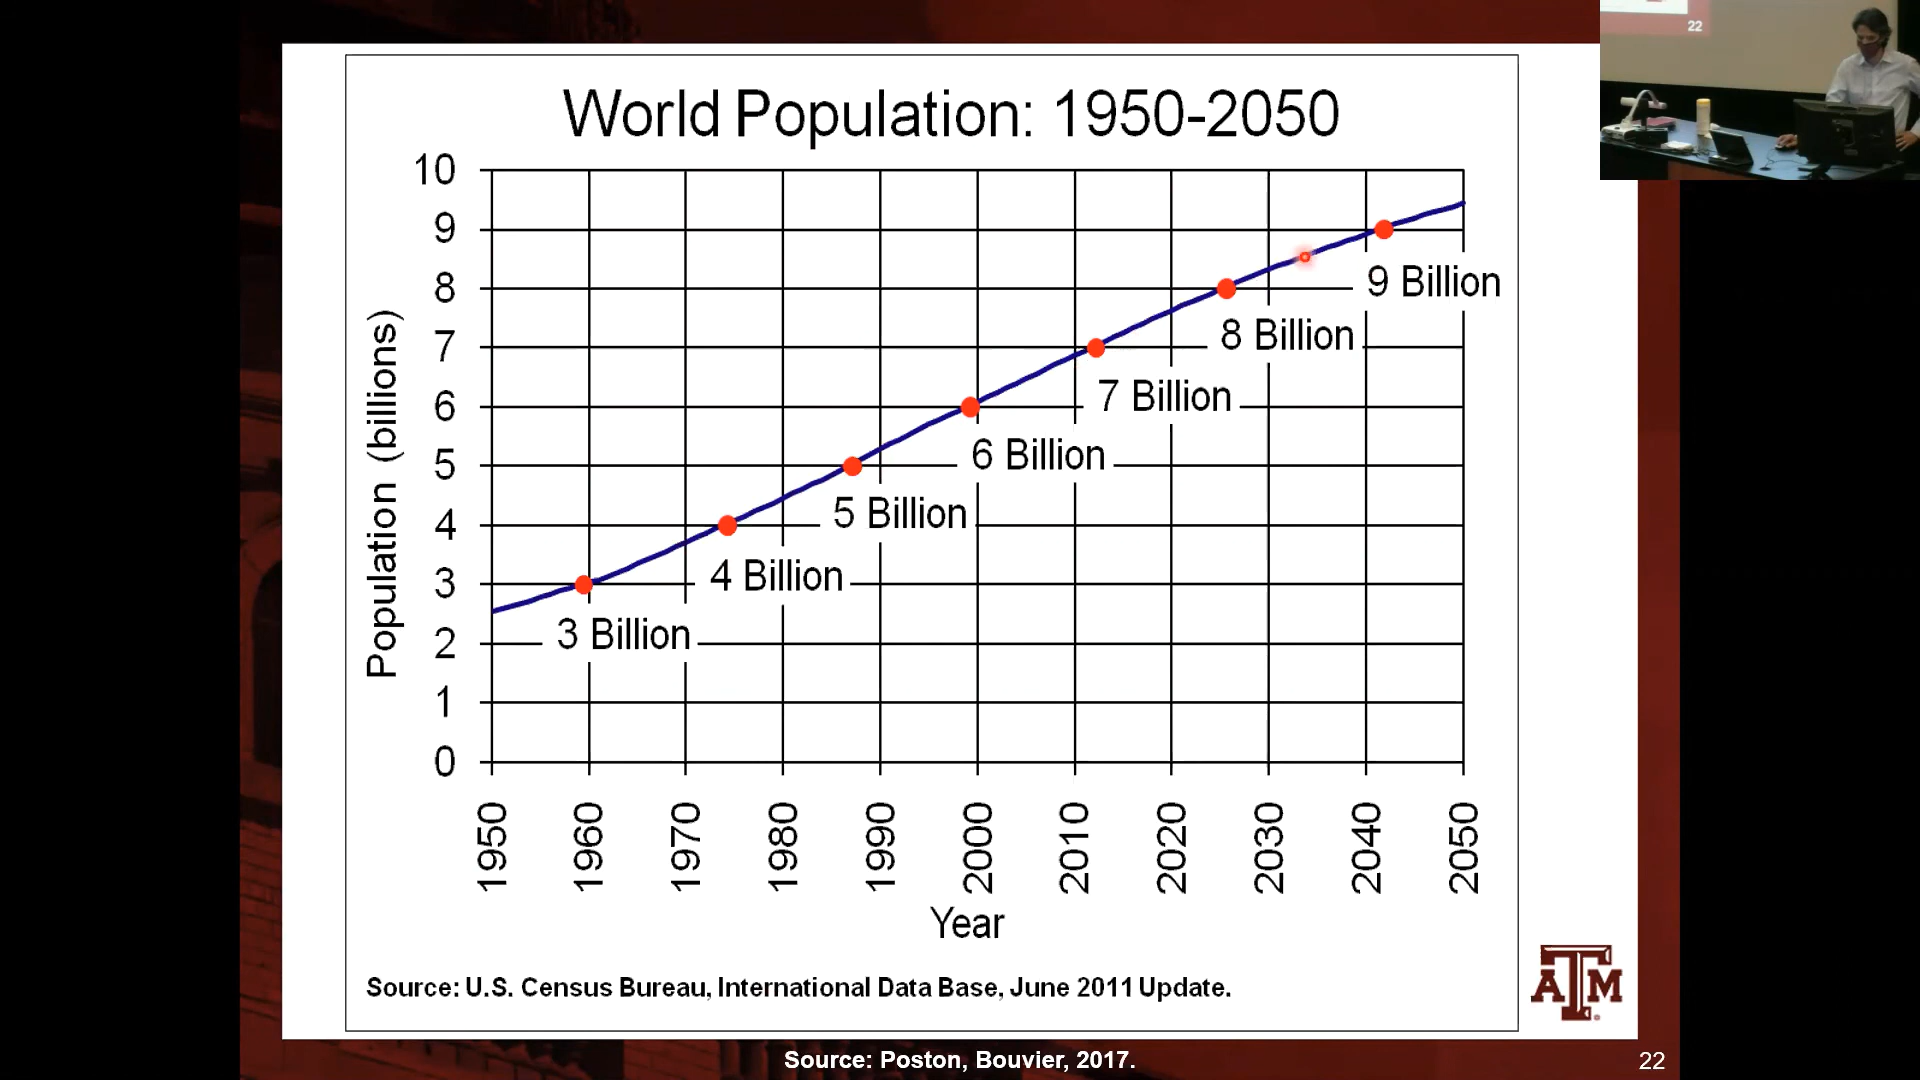 22
World Population: 1950-2050
10
9
8
7
6
5
4
3
2
1
0
Population (billions)
9 Billion
8 Billion
7 Billion
6 Billion
5 Billion
4 Billion
3 Billion
1950
1960
1970
1980
1990
2000
2010
2020
2030
2040
2050
Year
Source: U.S. Census Bureau, International Data Base, June 2011 Update.
ATM
Source: Poston, Bouvier, 2017.
22